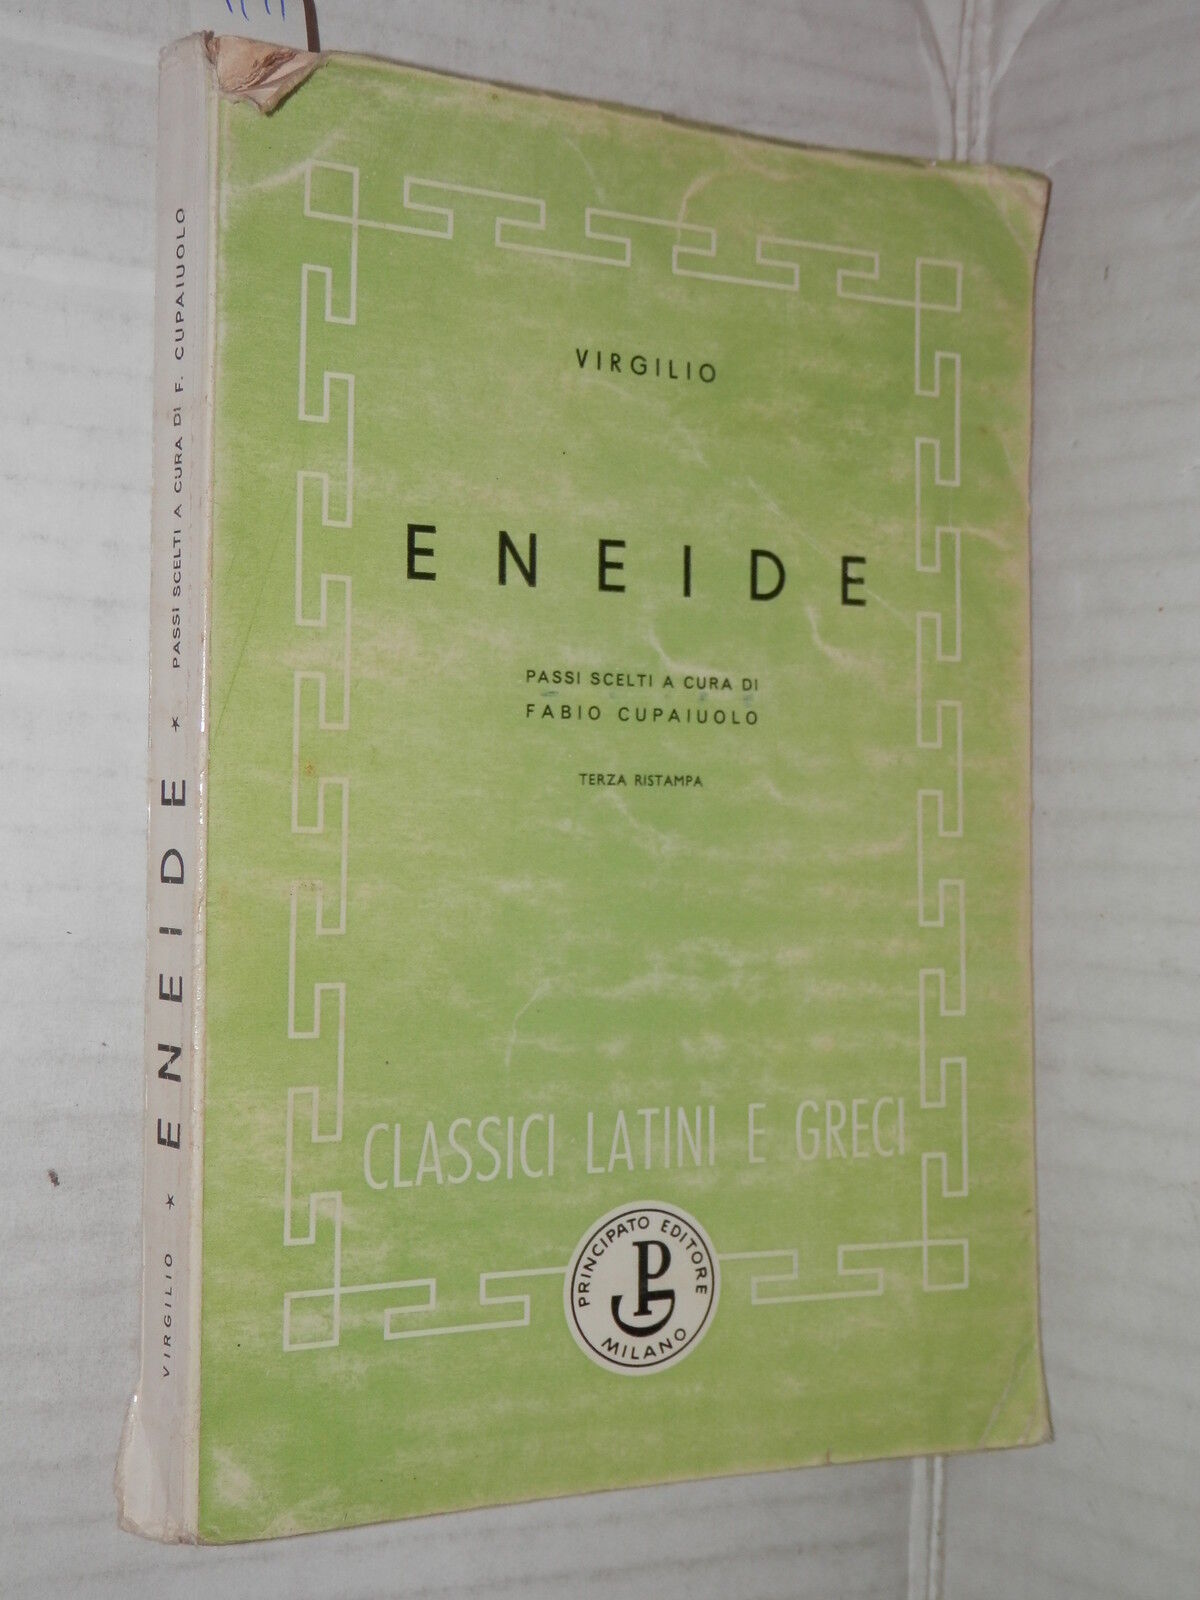 VIRGILIO
ENEIDE
PASSI SCELTI A CURA DI
FABIO CUPAIUOLO
TERZA RISTAMPA
CLASSICI LATINI E GRECI
PRINCIPATO EDITORE
MILANO
VIRGILIO * ENEIDE * PASSI SCELTI A CURA DI F. CUPAIUOLO